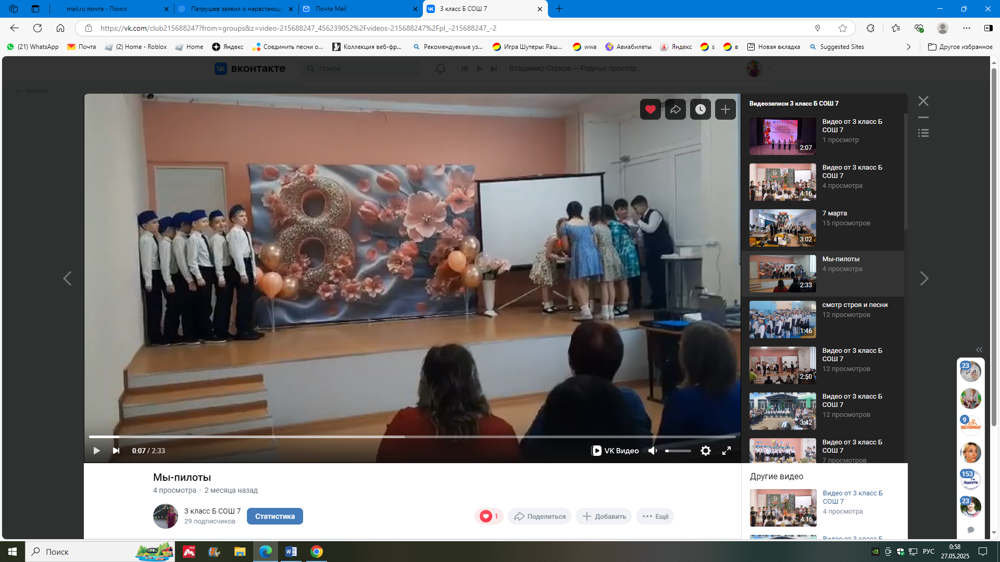 mail.ru почта - Поиск
Патрушев заявил о нарастающ
Почта Mail
3 класс Б СОШ 7
https://vk.com/club215688247?from=groups&z=video-215688247_456239052%2Fvideos-215688247%2Fpl_-215688247_-2
(21) WhatsApp
Почта
(2) Home - Roblox
Home
Яндекс
Соединить песни о...
Коллекция веб-фр...
Рекомендуемые уз...
Игра Шутеры: Раш...
wwa
Авиабилеты
Яндекс
s
в
Новая вкладка
Suggested Sites
Другое избранное
вконтакте
Поиск
Владимир Серков — Родных простор...
Наверх
8
Видеозаписи 3 класс Б СОШ 7
Видео от 3 класс Б
СОШ 7
1 просмотр
2:07
Видео от 3 класс Б
СОШ 7
4 просмотра
4:16
7 марта
15 просмотров
3:02
Мы-пилоты
4 просмотра
2:33
смотр строя и песни
12 просмотров
1:46
Видео от 3 класс Б
СОШ 7
12 просмотров
2:50
Видео от 3 класс Б
СОШ 7
12 просмотров
3:42
Видео от 3 класс Б
СОШ 7
7 просмотров
0:07 / 2:33
VK Видео
Мы-пилоты
4 просмотра · 2 месяца назад
3 класс Б СОШ 7
29 подписчиков
Статистика
1
Поделиться
Добавить
Ещё
Другие видео
Видео от 3 класс Б
СОШ 7
4 просмотра
4:16
Видео от 3 класс Б
23
9
ВЕЛОМАГ
153
ПедагогУм
23
Поиск
РУС
0:58
27.05.2025